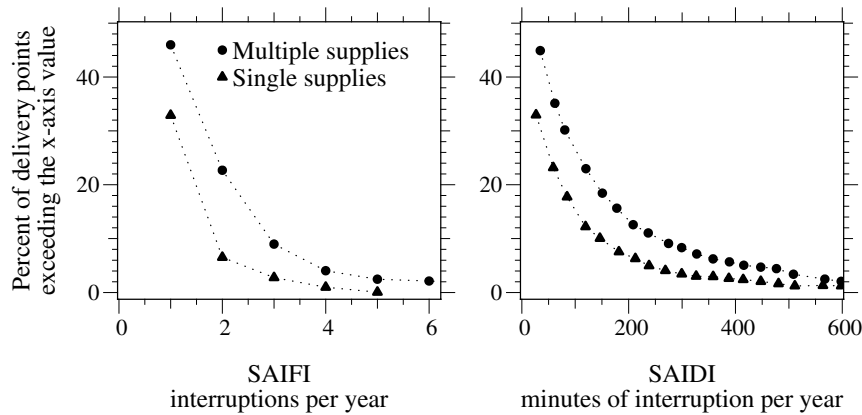 Percent of delivery points
exceeding the x-axis value
40
20
0
Multiple supplies
Single supplies
0 2 4 6
SAIFI
interruptions per year
40
20
0
0 200 400 600
SAIDI
minutes of interruption per year